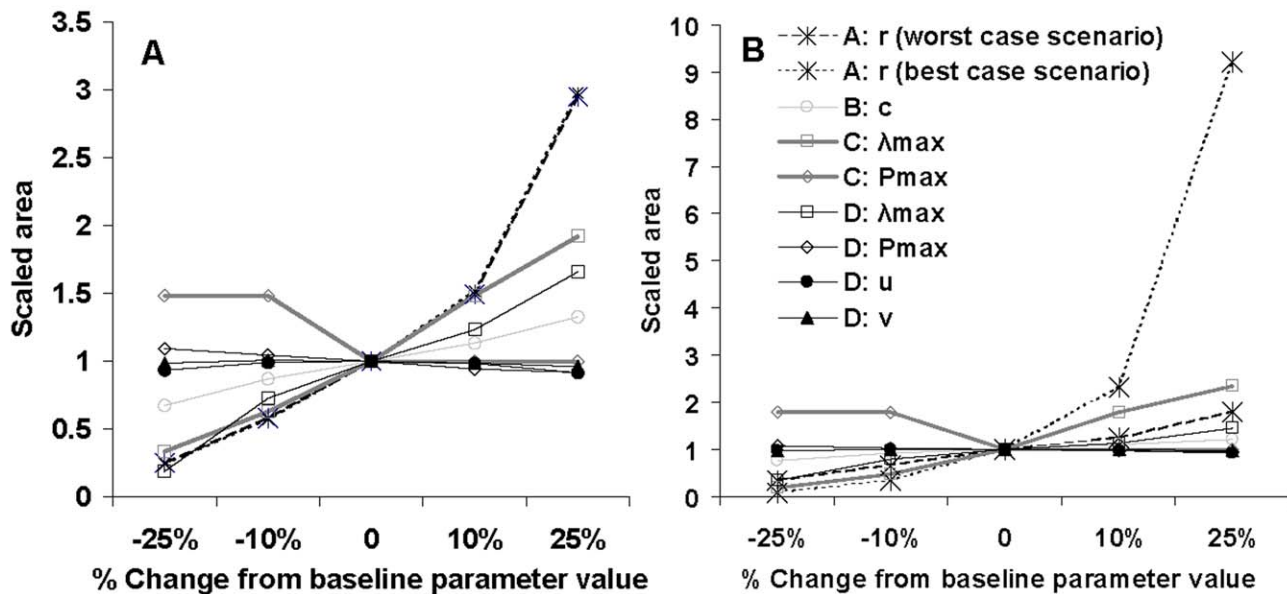 A
3.5
3
2.5
2
1.5
1
0.5
0
Scaled area
-25% -10% 0 10% 25%
% Change from baseline parameter value
B
10
9
8
7
6
5
4
3
2
1
0
Scaled area
A: r (worst case scenario)
A: r (best case scenario)
B: c
C: λmax
C: Pmax
D: λmax
D: Pmax
D: u
D: v
-25% -10% 0 10% 25%
% Change from baseline parameter value